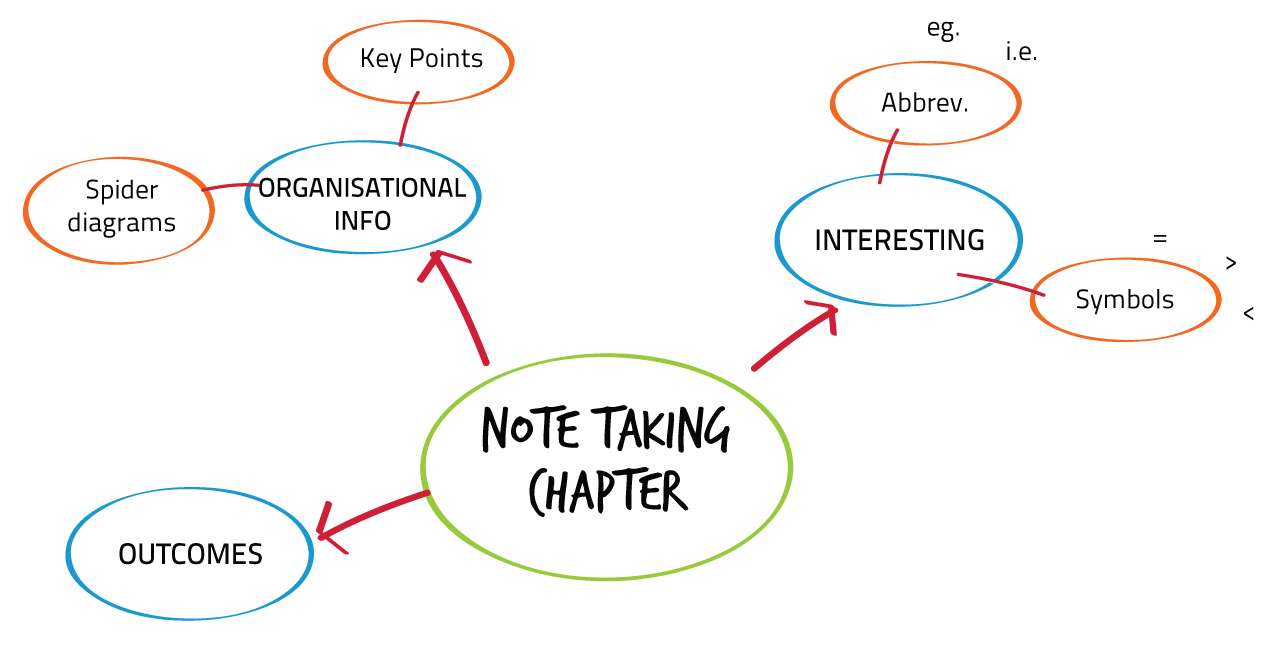 eg.
i.e.
Key Points
Abbrev.
Spider
diagrams
ORGANISATIONAL
INFO
INTERESTING
=
>
<
Symbols
NOTE TAKING
CHAPTER
OUTCOMES